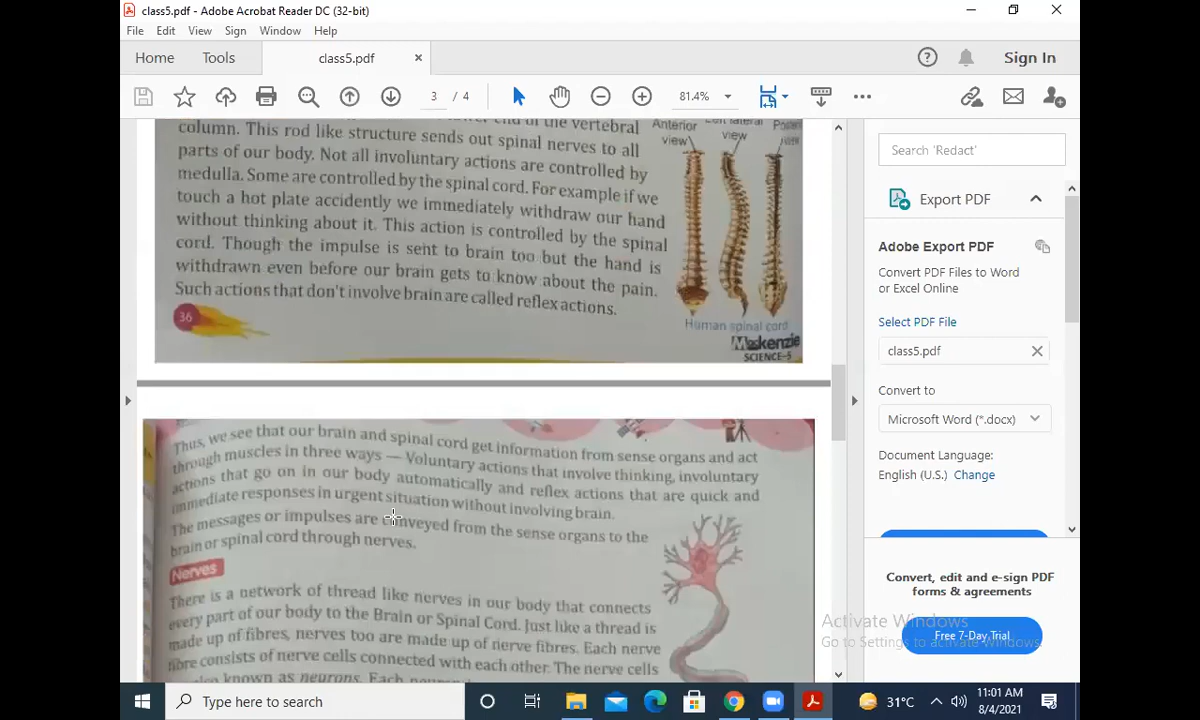 class5.pdf - Adobe Acrobat Reader DC (32-bit)
File Edit View Sign Window Help
Home Tools class5.pdf × Sign In
3 / 4 81.4%
end of the vertebral
column. This rod like structure sends out spinal nerves to all
parts of our body. Not all involuntary actions are controlled by
medulla. Some are controlled by the spinal cord. For example if we
touch a hot plate accidently we immediately withdraw our hand
without thinking about it. This action is controlled by the spinal
cord. Though the impulse is sent to brain too but the hand is
withdrawn even before our brain gets to know about the pain.
Such actions that don't involve brain are called reflex actions.
Anterior
view
lateral
view
Human spinal cord
36
SCIENCE-5
Thus, we see that our brain and spinal cord get information from sense organs and act
through muscles in three ways — Voluntary actions that involve thinking, involuntary
actions that go on in our body automatically and reflex actions that are quick and
immediate responses in urgent situation without involving brain.
The messages or impulses are conveyed from the sense organs to the
brain or spinal cord through nerves.
Nerves
There is a network of thread like nerves in our body that connects
every part of our body to the Brain or Spinal Cord. Just like a thread is
made up of fibres, nerves too are made up of nerve fibres. Each nerve
fibre consists of nerve cells connected with each other. The nerve cells
also known as neurons. Each
Search 'Redact'
Export PDF
Adobe Export PDF
Convert PDF Files to Word
or Excel Online
Select PDF File
class5.pdf
Convert to
Microsoft Word (*.docx)
Document Language:
English (U.S.) Change
Convert, edit and e-sign PDF
forms & agreements
Free 7-Day Trial
Activate Windows
Go to Settings to activate Windows.
Type here to search
31°C
11:01 AM
8/4/2021